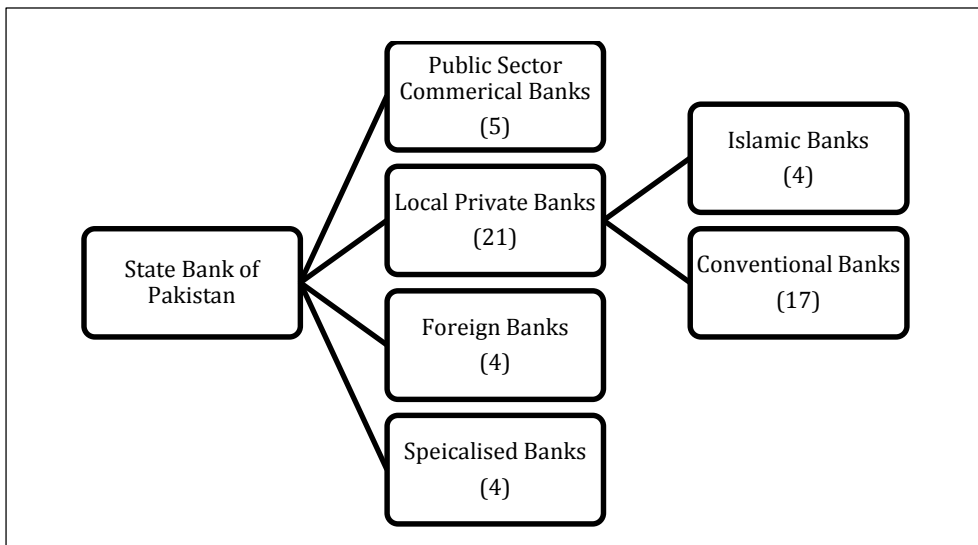 State Bank of
Pakistan
Public Sector
Commerical Banks
(5)
Local Private Banks
(21)
Foreign Banks
(4)
Speicalised Banks
(4)
Islamic Banks
(4)
Conventional Banks
(17)